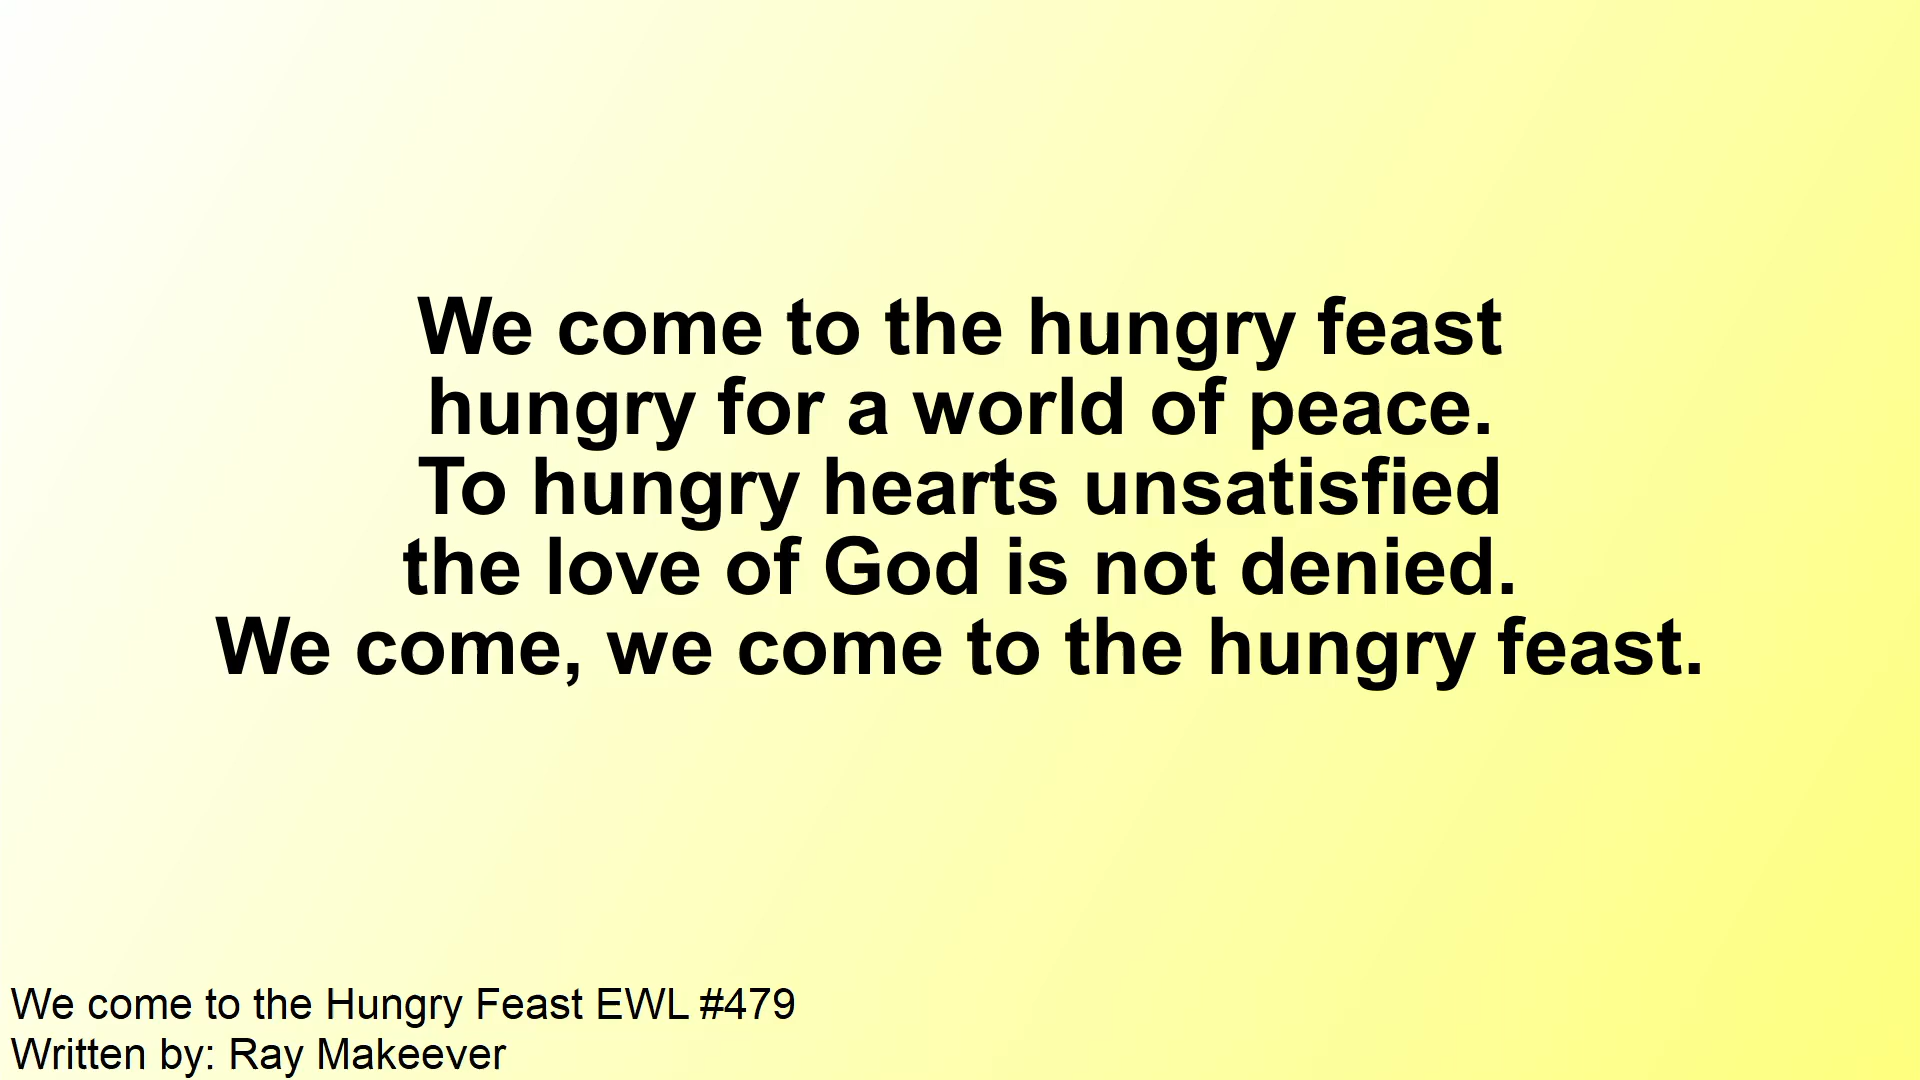 We come to the hungry feast
hungry for a world of peace.
To hungry hearts unsatisfied
the love of God is not denied.
We come, we come to the hungry feast.
We come to the Hungry Feast EWL #479
Written by: Ray Makeever